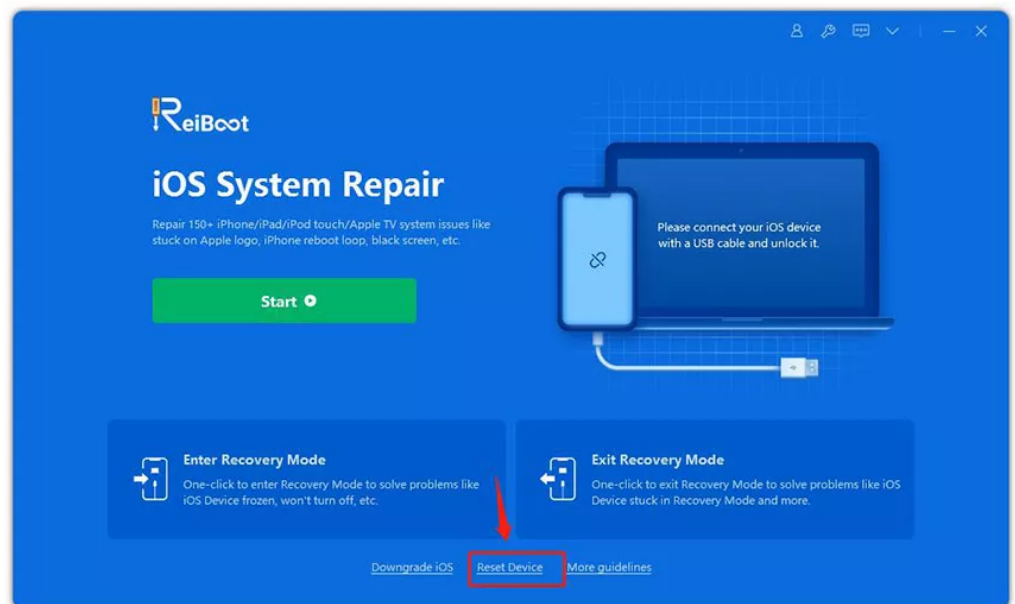 ReiBoot
iOS System Repair
Repair 150+ iPhone/iPad/iPod touch/Apple TV system issues like
stuck on Apple logo, iPhone reboot loop, black screen, etc.
Start
Please connect your iOS device
with a USB cable and unlock it.
Enter Recovery Mode
One-click to enter Recovery Mode to solve problems like
iOS Device frozen, won't turn off, etc.
Exit Recovery Mode
One-click to exit Recovery Mode to solve problems like iOS
Device stuck in Recovery Mode and more.
Downgrade iOS Reset Device More guidelines